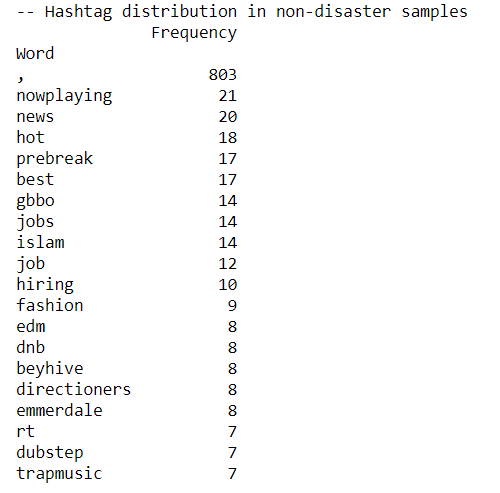 -- Hashtag distribution in non-disaster samples
Frequency
Word
, 803
nowplaying 21
news 20
hot 18
prebreak 17
best 17
gbbo 14
jobs 14
islam 14
job 12
hiring 10
fashion 9
edm 8
dnb 8
beyhive 8
directioners 8
emmerdale 8
rt 7
dubstep 7
trapmusic 7